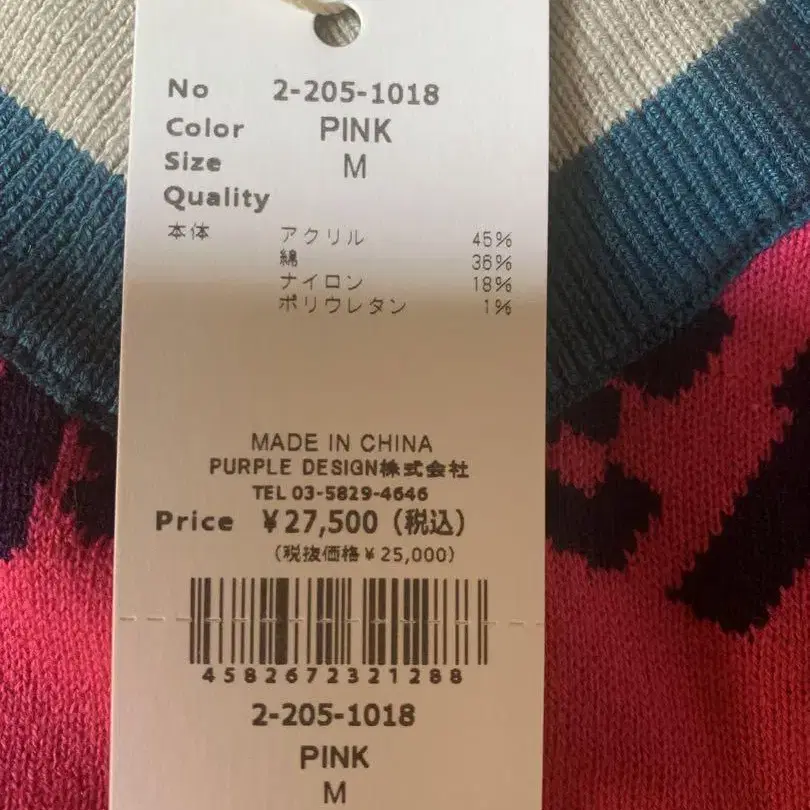 No 2-205-1018
Color PINK
Size M
Quality
本体 アクリル 45%
綿 36%
ナイロン 18%
ポリウレタン 1%
MADE IN CHINA
PURPLE DESIGN株式会社
TEL 03-5829-4646
Price ¥27,500（税込）
（税抜価格¥25,000）
4582672321288
2-205-1018
PINK
M